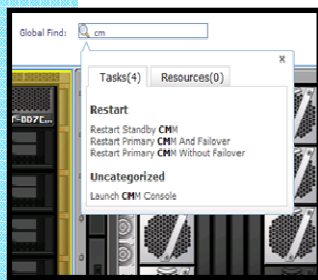 Global Find: cm
x
Tasks(4) Resources(0)
Restart
Restart Standby CMM
Restart Primary CMM And Failover
Restart Primary CMM Without Failover
Uncategorized
Launch CMM Console